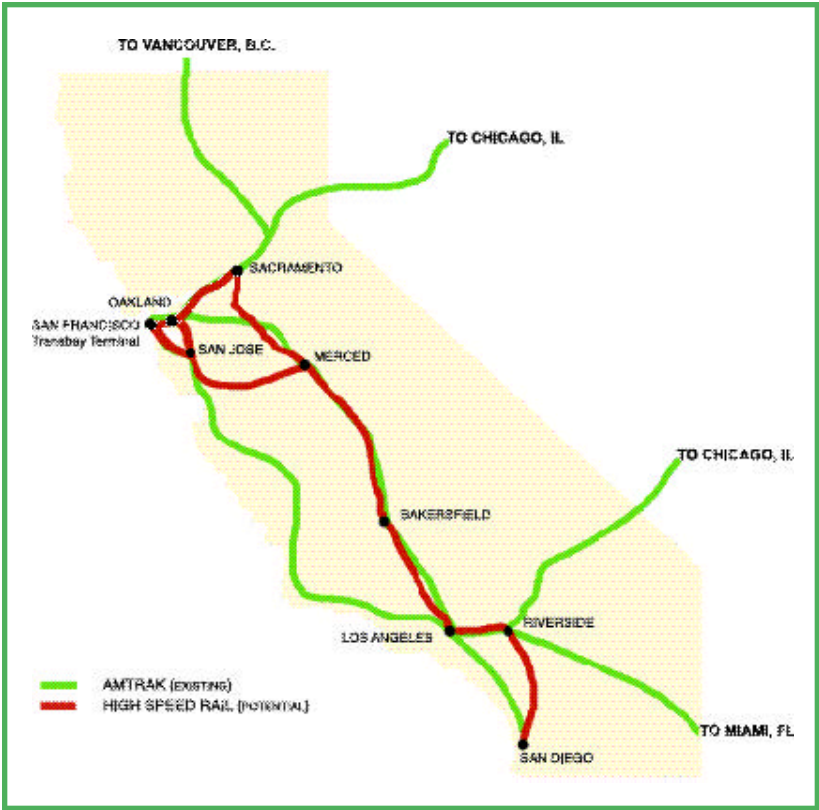 TO VANCOUVER, B.C.
TO CHICAGO, IL
SACRAMENTO
OAKLAND
SAN FRANCISCO
Transbay Terminal
SAN JOSE
MERCED
TO CHICAGO, IL
BAKERSFIELD
RIVERSIDE
LOS ANGELES
AMTRAK (EXISTING)
HIGH SPEED RAIL (POTENTIAL)
TO MIAMI, FL
SAN DIEGO